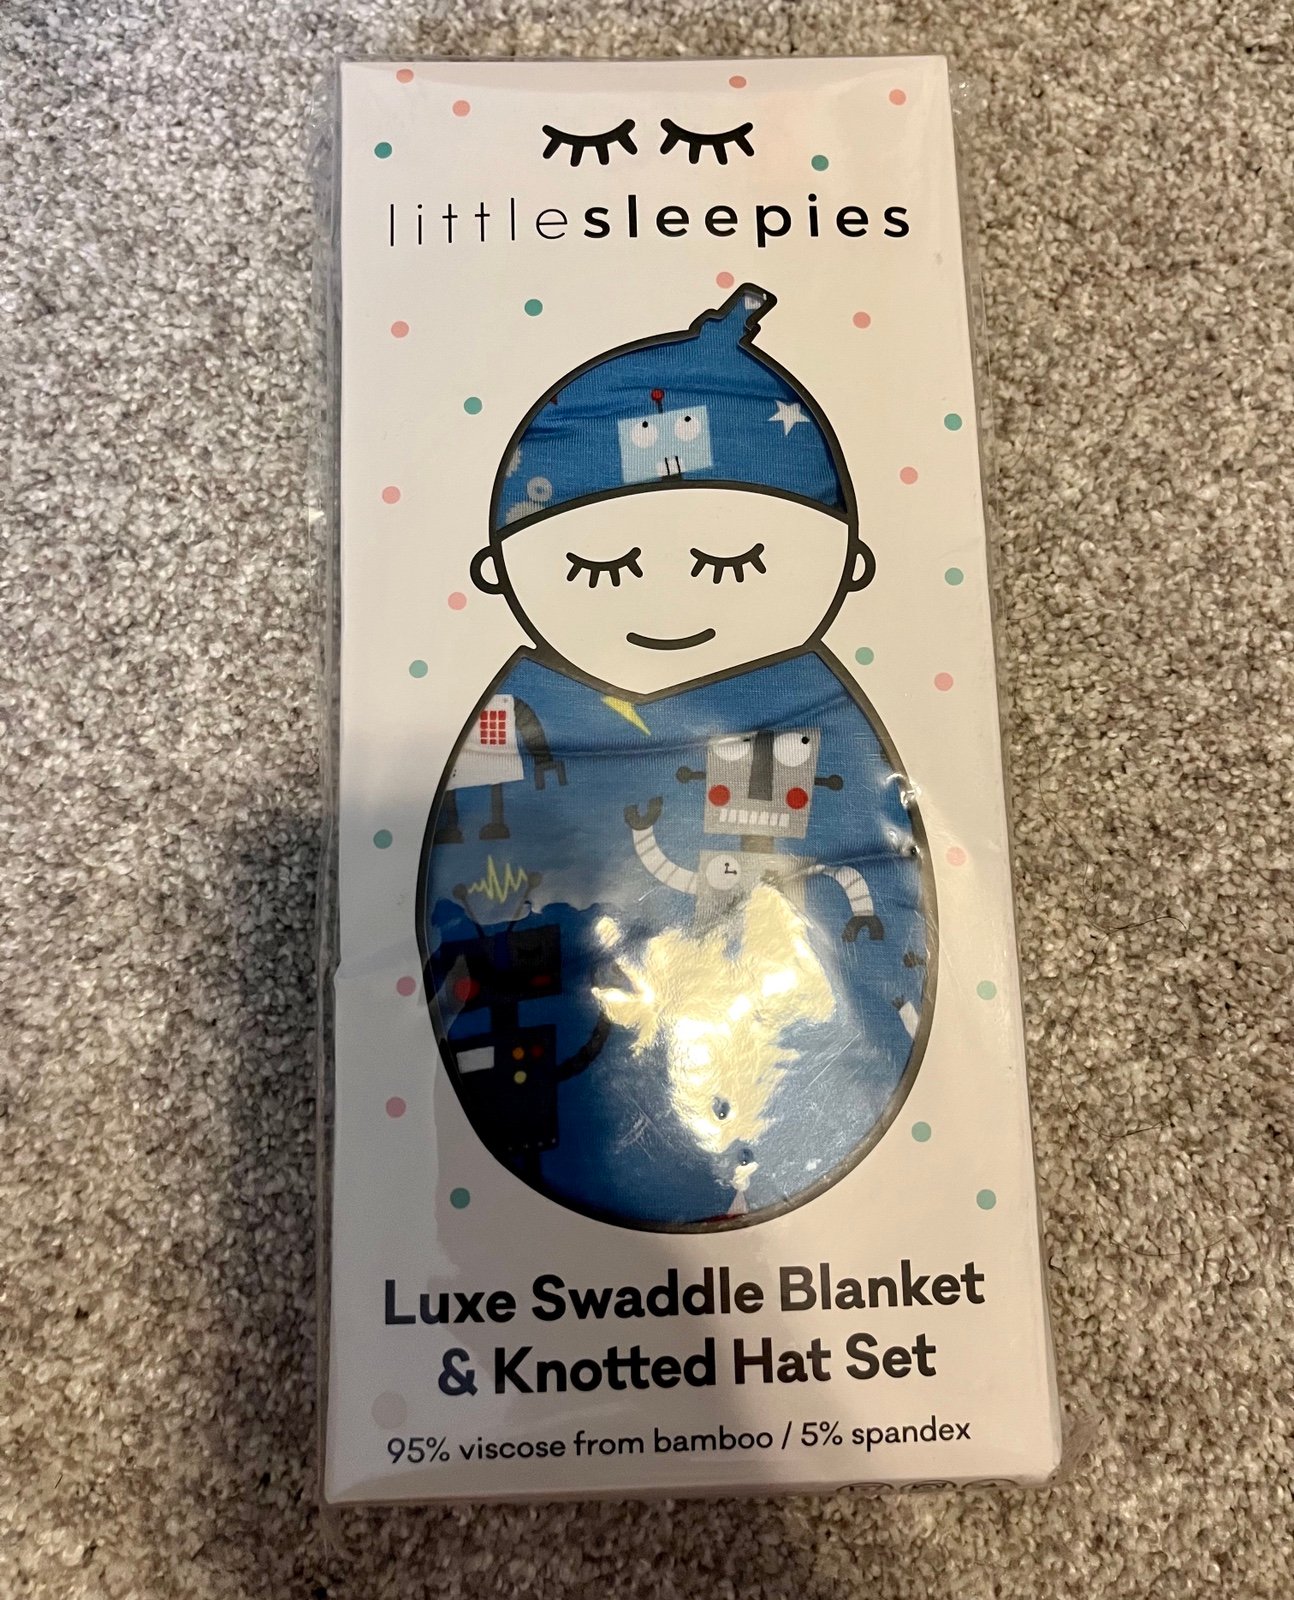 littlesleepies
Luxe Swaddle Blanket
& Knotted Hat Set
95% viscose from bamboo / 5% spandex